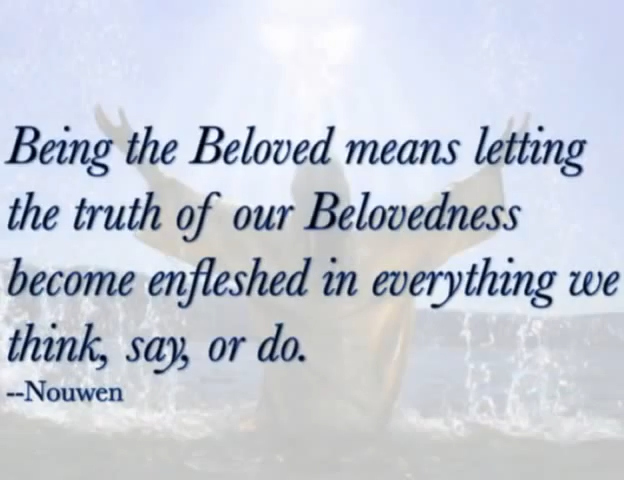 Being the Beloved means letting
the truth of our Belovedness
become enfleshed in everything we
think, say, or do.
--Nouwen